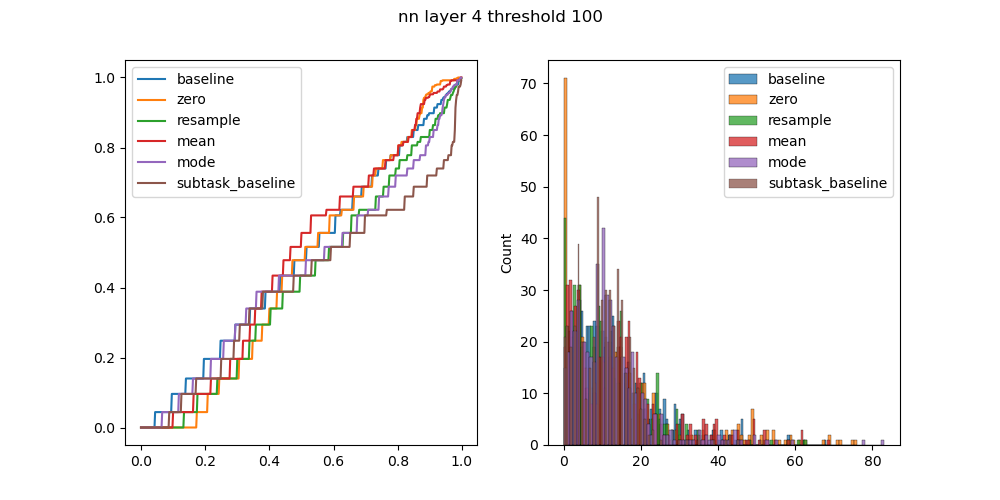 nn layer 4 threshold 100
baseline
zero
resample
mean
mode
subtask_baseline
1.0
0.8
0.6
0.4
0.2
0.0
0.0 0.2 0.4 0.6 0.8 1.0
baseline
zero
resample
mean
mode
subtask_baseline
Count
70
60
50
40
30
20
10
0
0 20 40 60 80